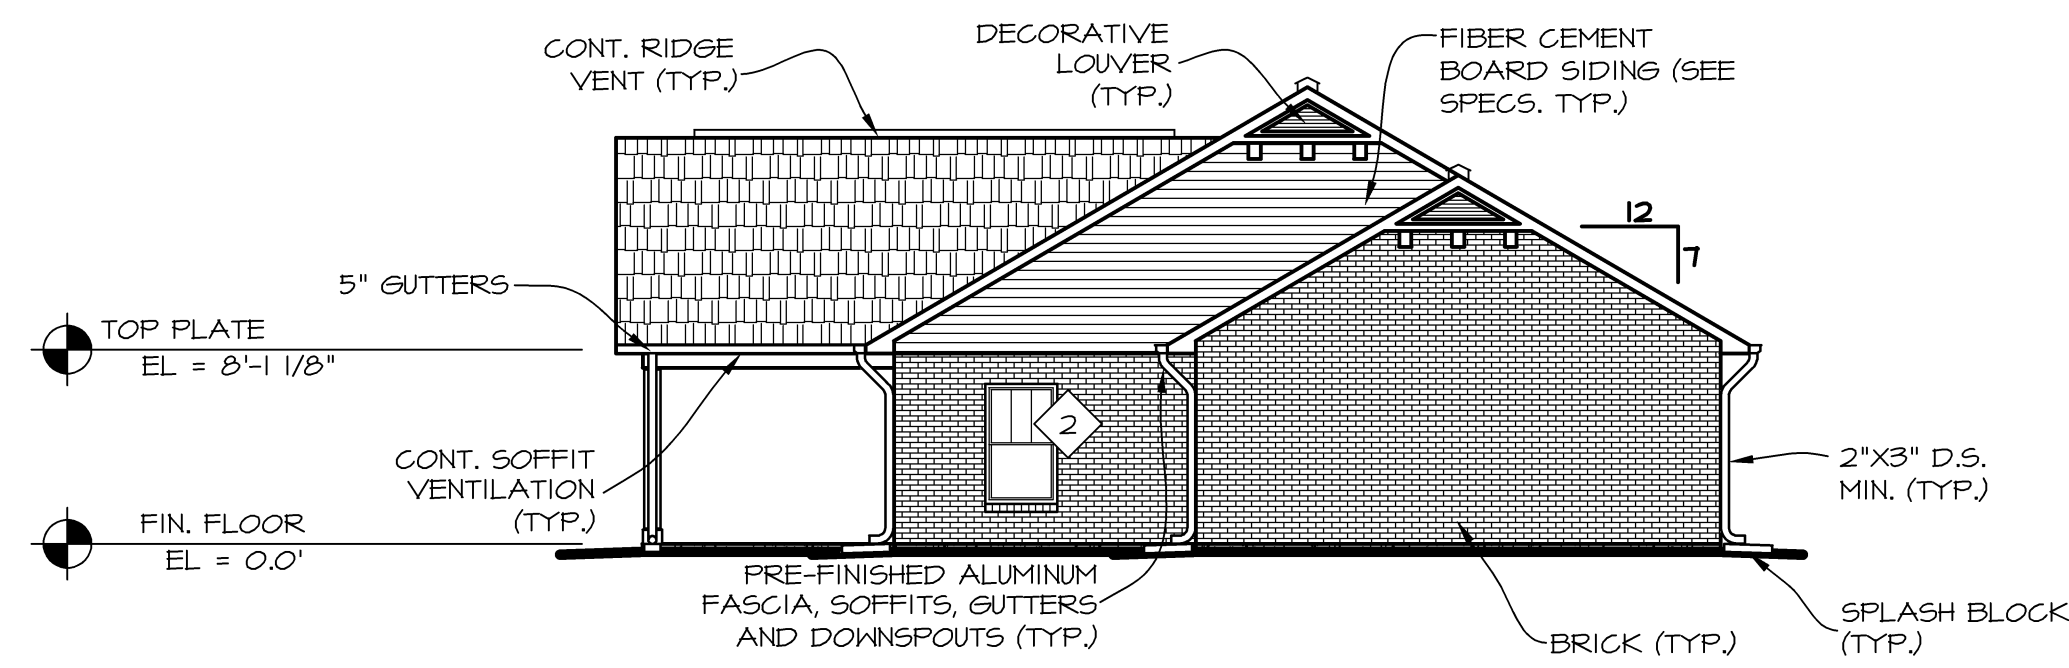 CONT. RIDGE
VENT (TYP.)
DECORATIVE
LOUVER
(TYP.)
FIBER CEMENT
BOARD SIDING (SEE
SPECS. TYP.)
12
7
5" GUTTERS
TOP PLATE
EL = 8'-1 1/8"
2
CONT. SOFFIT
VENTILATION
(TYP.)
2"X3" D.S.
MIN. (TYP.)
FIN. FLOOR
EL = 0.0'
PRE-FINISHED ALUMINUM
FASCIA, SOFFITS, GUTTERS
AND DOWNSPOUTS (TYP.)
BRICK (TYP.)
SPLASH BLOCK
(TYP.)